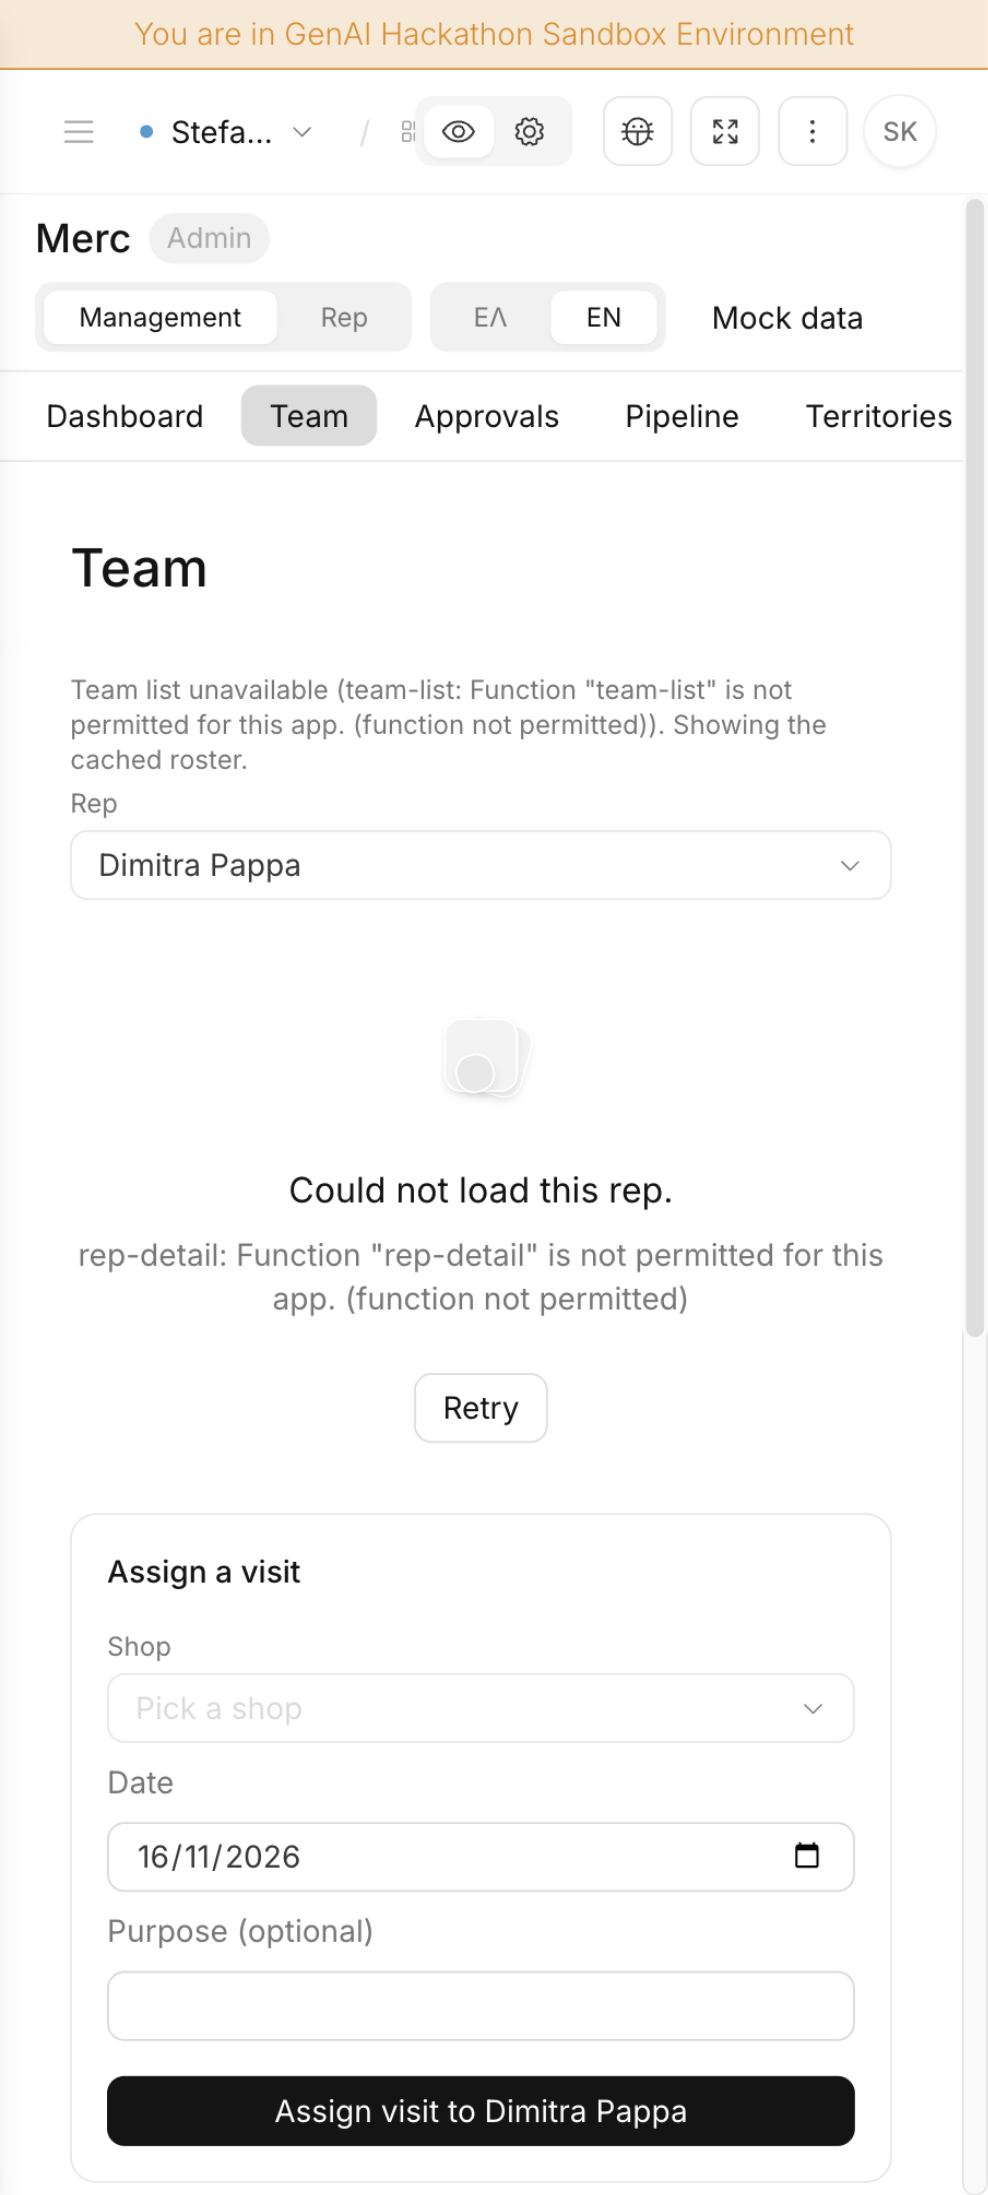 You are in GenAI Hackathon Sandbox Environment
Stefa...
/
SK
Merc
Admin
Management
Rep
ΕΛ
EN
Mock data
Dashboard
Team
Approvals
Pipeline
Territories
Team
Team list unavailable (team-list: Function "team-list" is not
permitted for this app. (function not permitted)). Showing the
cached roster.
Rep
Dimitra Pappa
Could not load this rep.
rep-detail: Function "rep-detail" is not permitted for this
app. (function not permitted)
Retry
Assign a visit
Shop
Pick a shop
Date
16/11/2026
Purpose (optional)
Assign visit to Dimitra Pappa